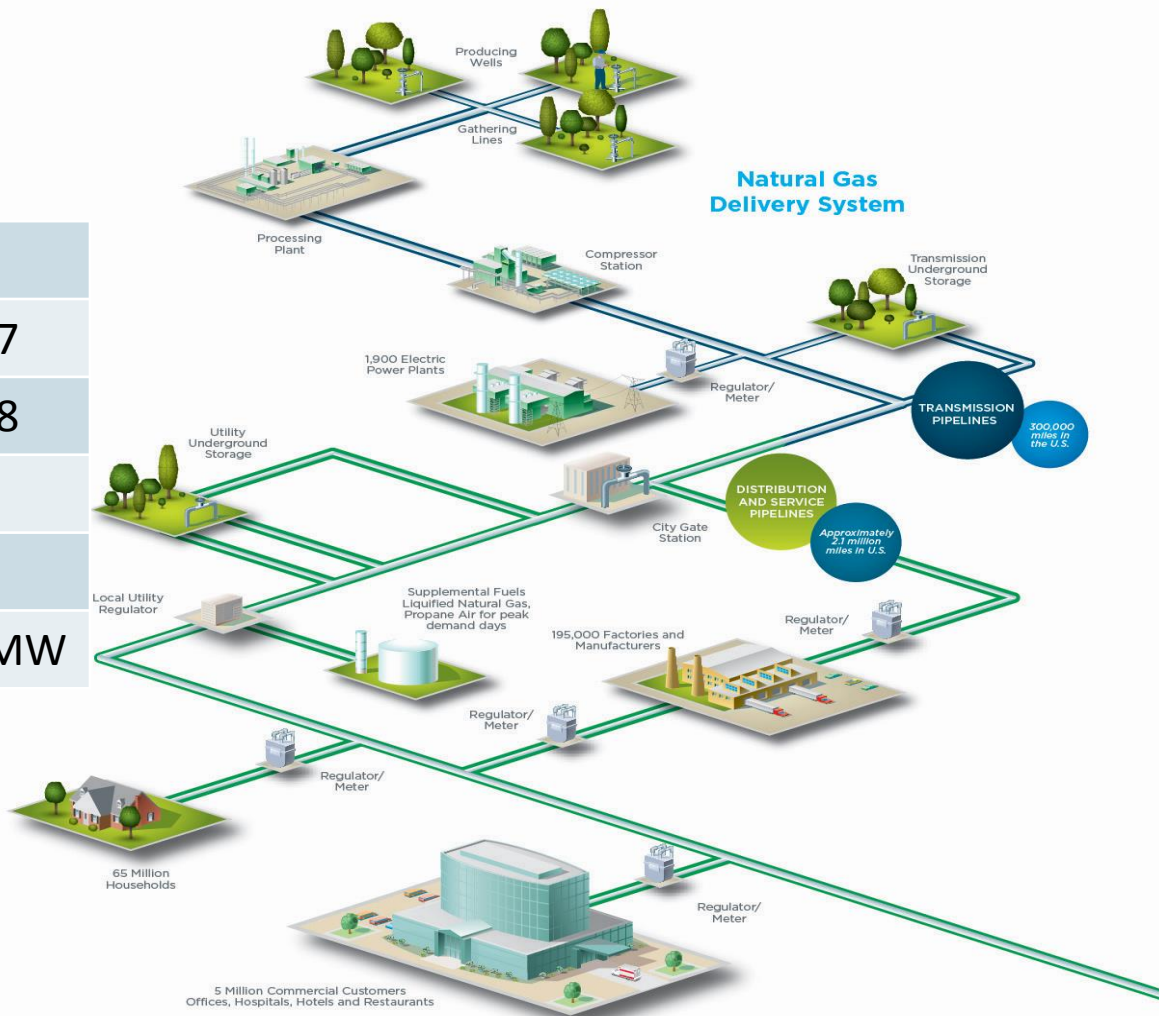 Producing
Wells
Gathering
Lines
Natural Gas
Delivery System
Processing
Plant
Compressor
Station
Transmission
Underground
Storage
7
8
MW
1,900 Electric
Power Plants
Regulator/
Meter
TRANSMISSION
PIPELINES
300,000
miles in
the U.S.
Utility
Underground
Storage
City Gate
Station
DISTRIBUTION
AND SERVICE
PIPELINES
Approximately
2.1 million
miles in U.S.
Local Utility
Regulator
Supplemental Fuels
Liquified Natural Gas,
Propane Air for peak
demand days
195,000 Factories and
Manufacturers
Regulator/
Meter
Regulator/
Meter
Regulator/
Meter
65 Million
Households
Regulator/
Meter
5 Million Commercial Customers
Offices, Hospitals, Hotels and Restaurants